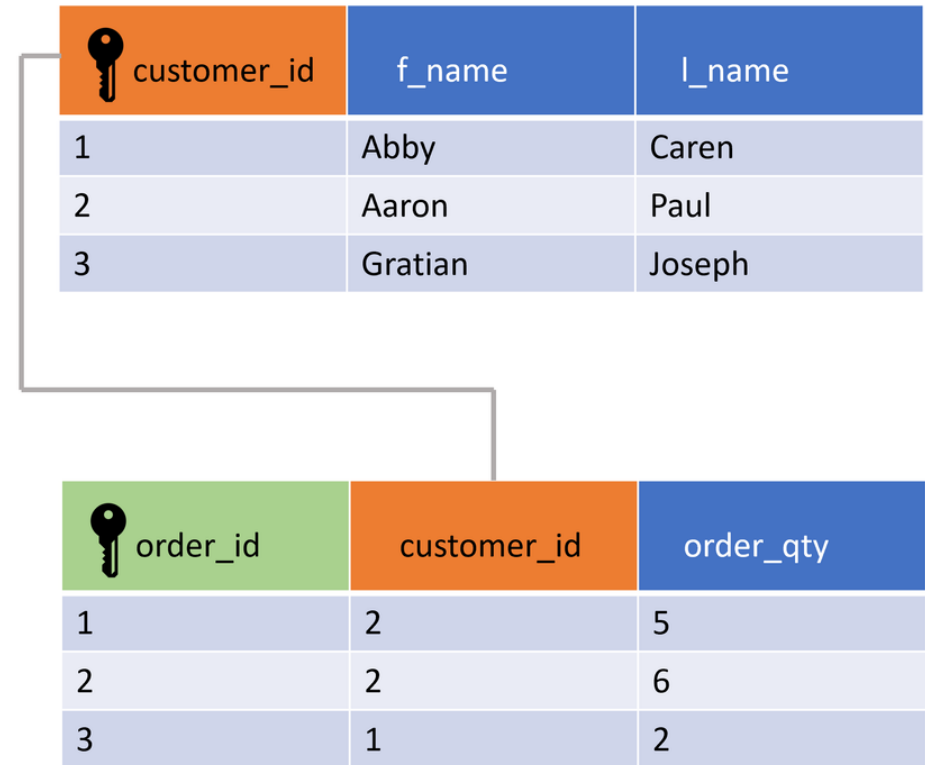 customer_id f_name l_name
1 Abby Caren
2 Aaron Paul
3 Gratian Joseph
order_id customer_id order_qty
1 2 5
2 2 6
3 1 2